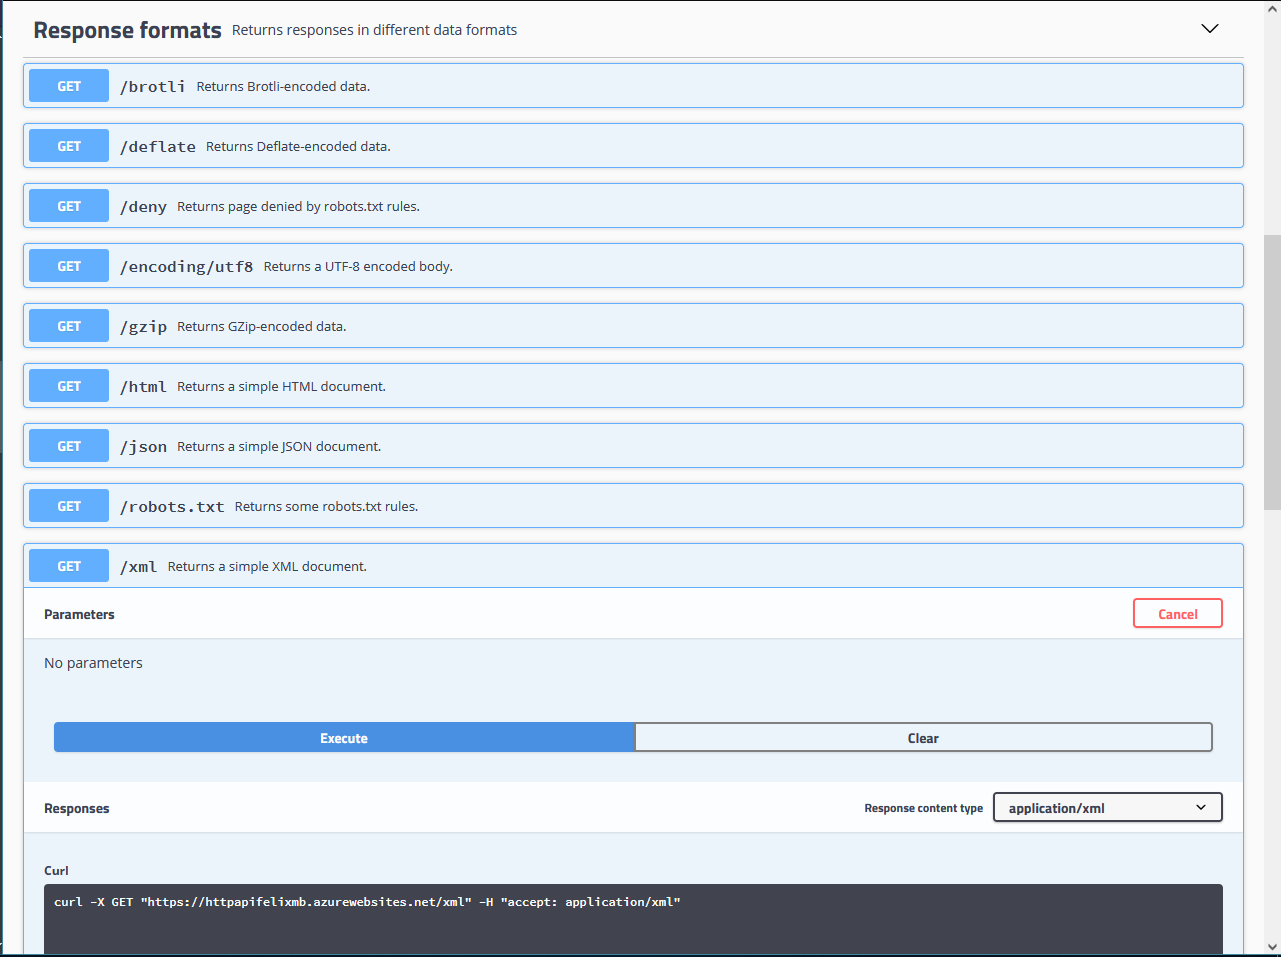 Response formats Returns responses in different data formats
GET /brotli Returns Brotli-encoded data.
GET /deflate Returns Deflate-encoded data.
GET /deny Returns page denied by robots.txt rules.
GET /encoding/utf8 Returns a UTF-8 encoded body.
GET /gzip Returns GZip-encoded data.
GET /html Returns a simple HTML document.
GET /json Returns a simple JSON document.
GET /robots.txt Returns some robots.txt rules.
GET /xml Returns a simple XML document.
Parameters Cancel
No parameters
Execute Clear
Responses Response content type application/xml
Curl
curl -X GET "https://httpapifelixmb.azurewebsites.net/xml" -H "accept: application/xml"